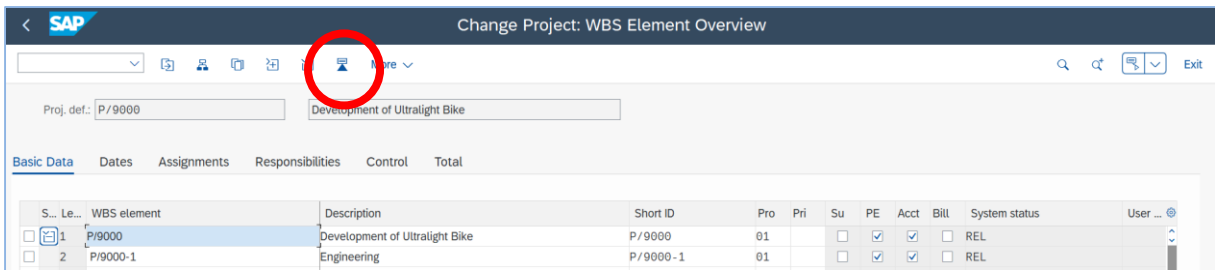 SAP
Change Project: WBS Element Overview
More
Exit
Proj. def.: P/9000 Development of Ultralight Bike
Basic Data Dates Assignments Responsibilities Control Total
S... Le... WBS element Description Short ID Pro Pri Su PE Acct Bill System status User ...
1 P/9000 Development of Ultralight Bike P/9000 01 REL
2 P/9000-1 Engineering P/9000-1 01 REL